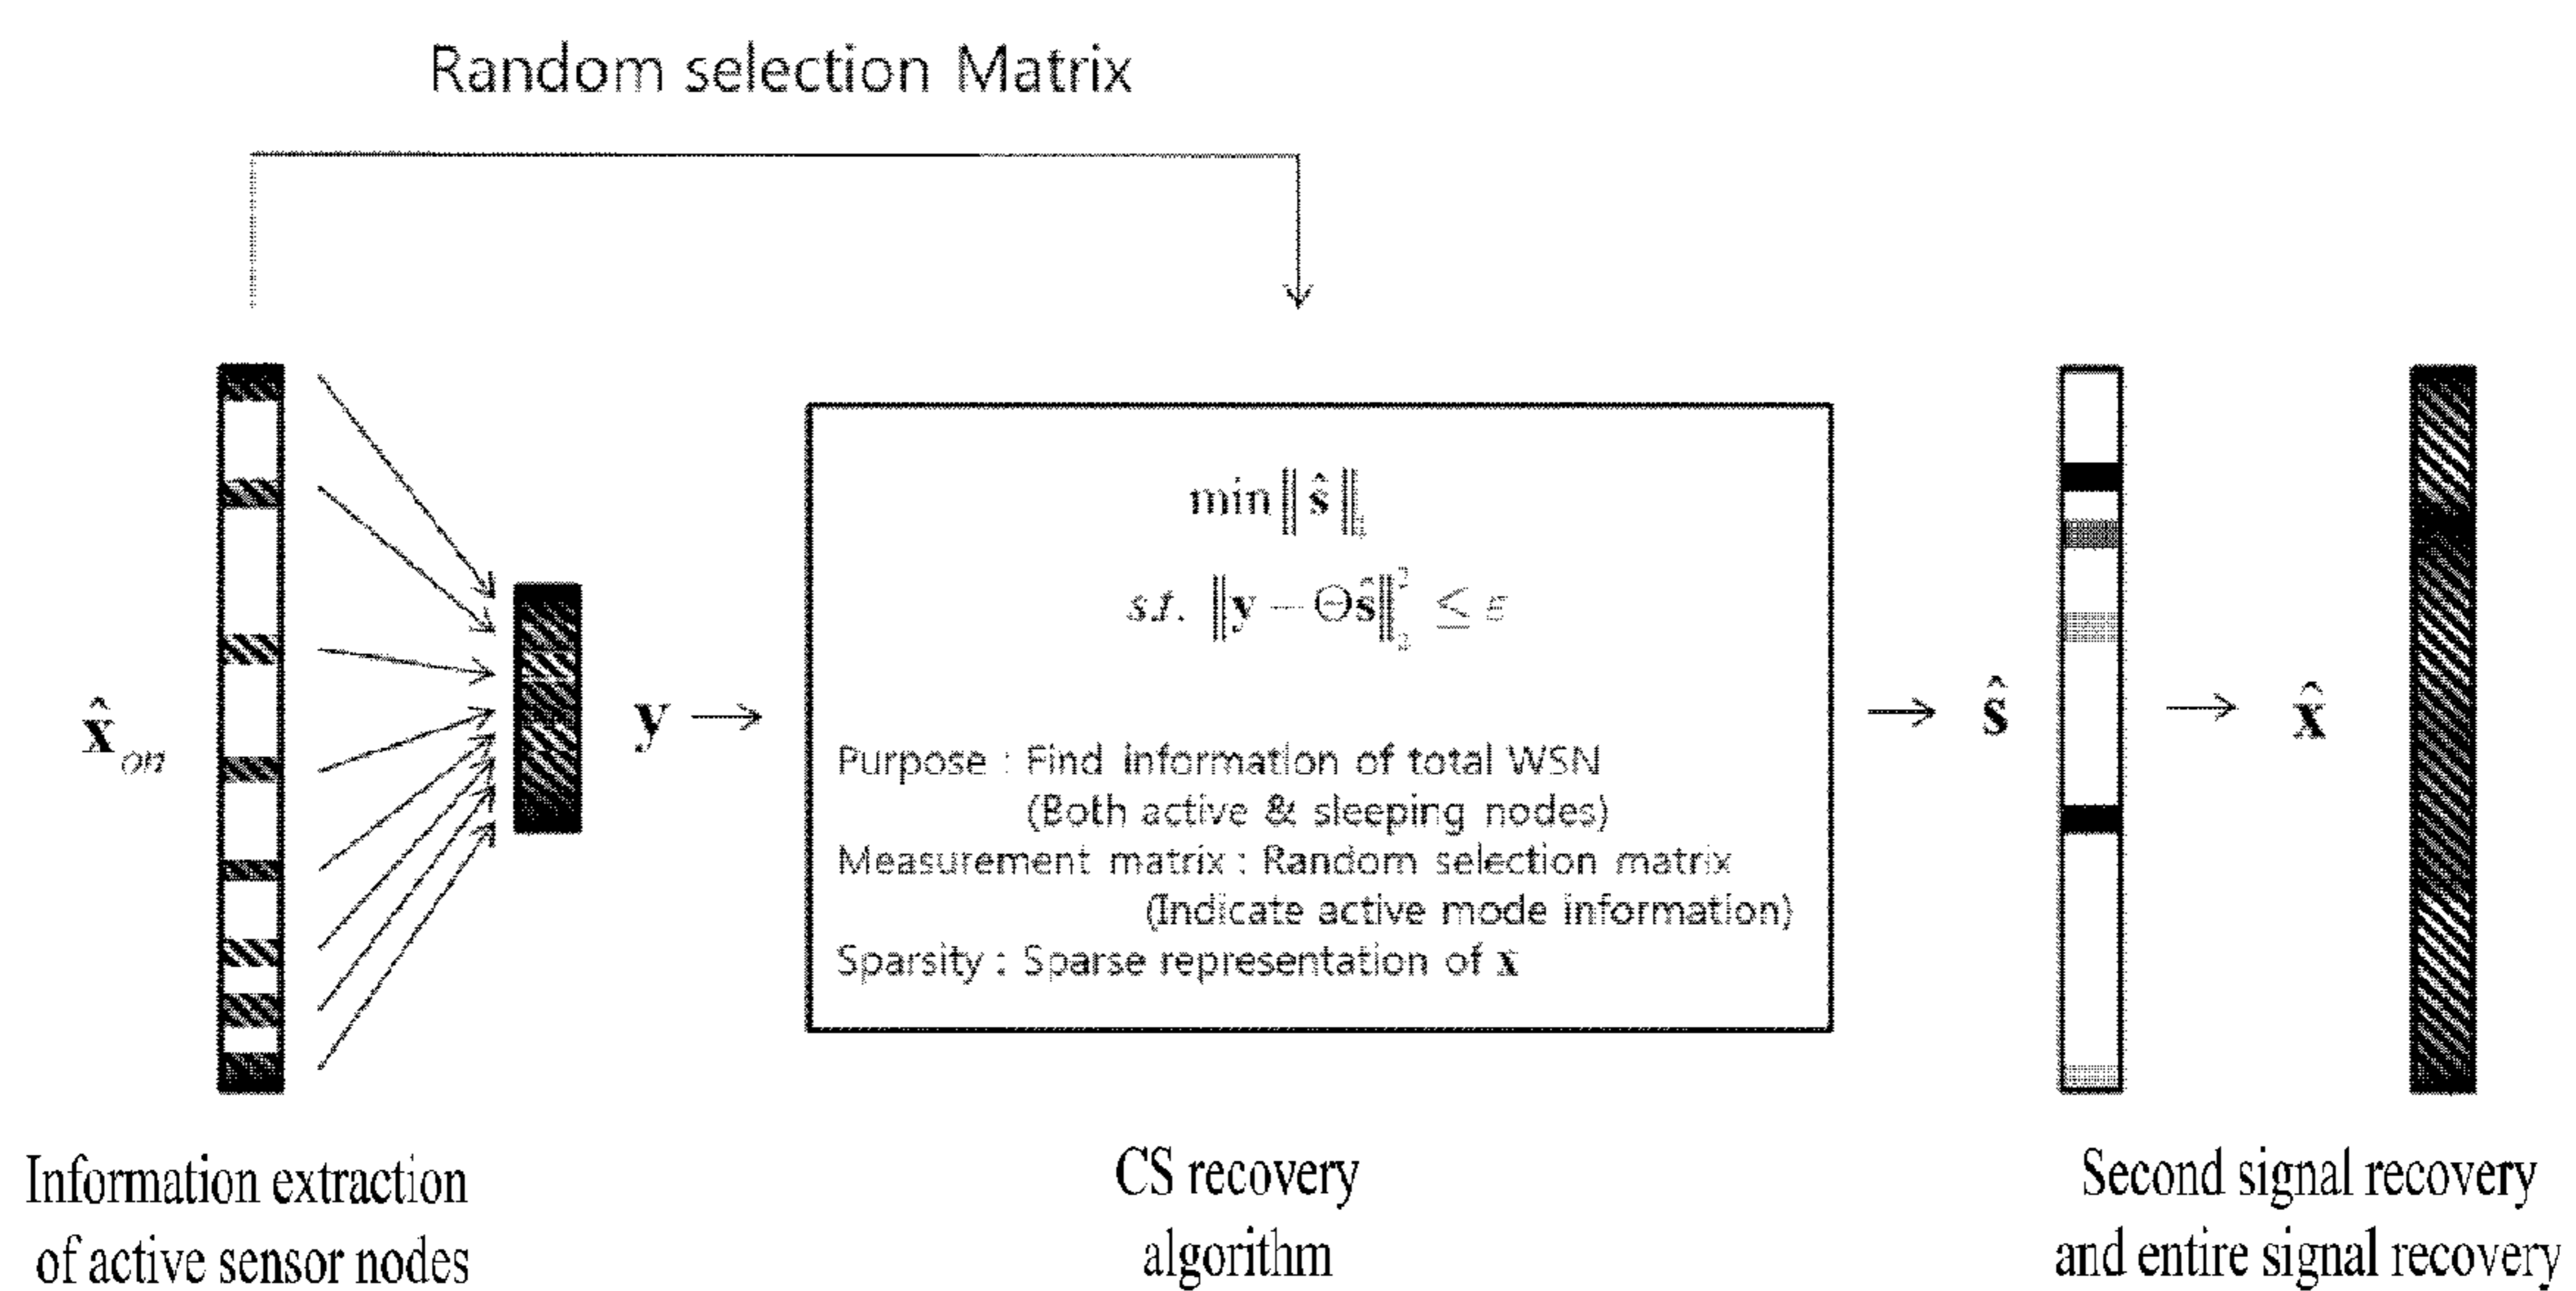 Random selection Matrix
x̂on
y
min‖ŝ‖1
s.t. ‖y − Θŝ‖22 ≤ ε
Purpose : Find information of total WSN
(Both active & sleeping nodes)
Measurement matrix : Random selection matrix
(Indicate active mode information)
Sparsity : Sparse representation of x
ŝ
x̂
Information extraction
of active sensor nodes
CS recovery
algorithm
Second signal recovery
and entire signal recovery